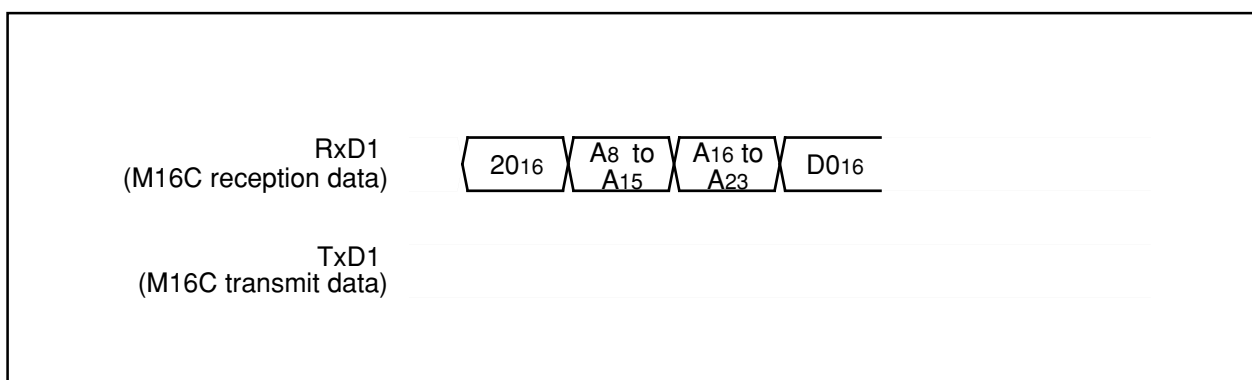 RxD1
(M16C reception data)
2016
A8 to
A15
A16 to
A23
D016
TxD1
(M16C transmit data)